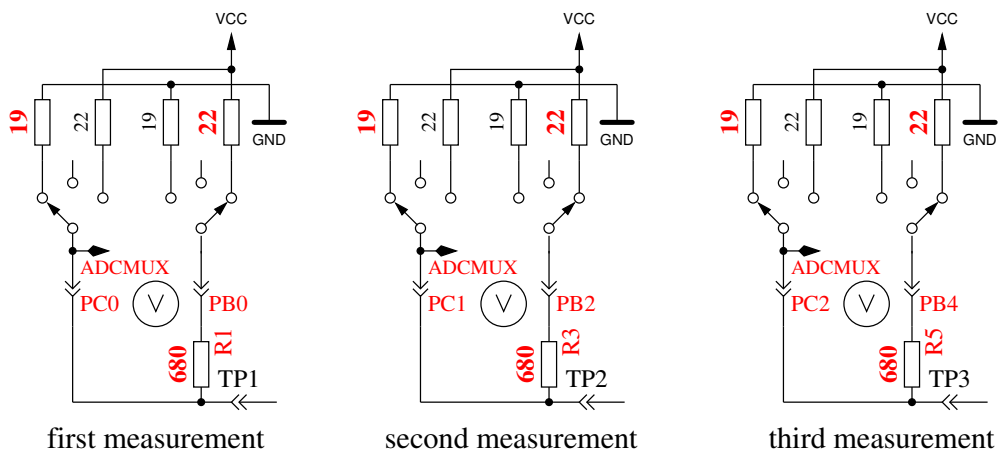 VCC
19
22
19
22
GND
ADCMUX
PC0
V
PB0
R1
680
TP1
first measurement
VCC
19
22
19
22
GND
ADCMUX
PC1
V
PB2
R3
680
TP2
second measurement
VCC
19
22
19
22
GND
ADCMUX
PC2
V
PB4
R5
680
TP3
third measurement